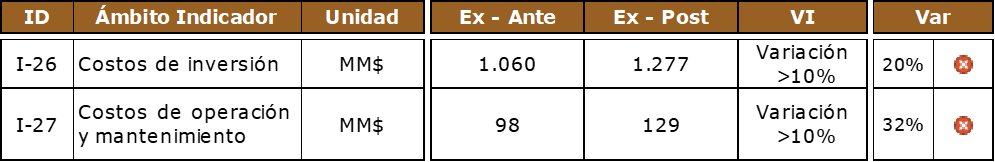 ID Ámbito Indicador Unidad Ex - Ante Ex - Post VI Var
I-26 Costos de inversión MM$ 1.060 1.277 Variación >10% 20%
I-27 Costos de operación y mantenimiento MM$ 98 129 Variación >10% 32%